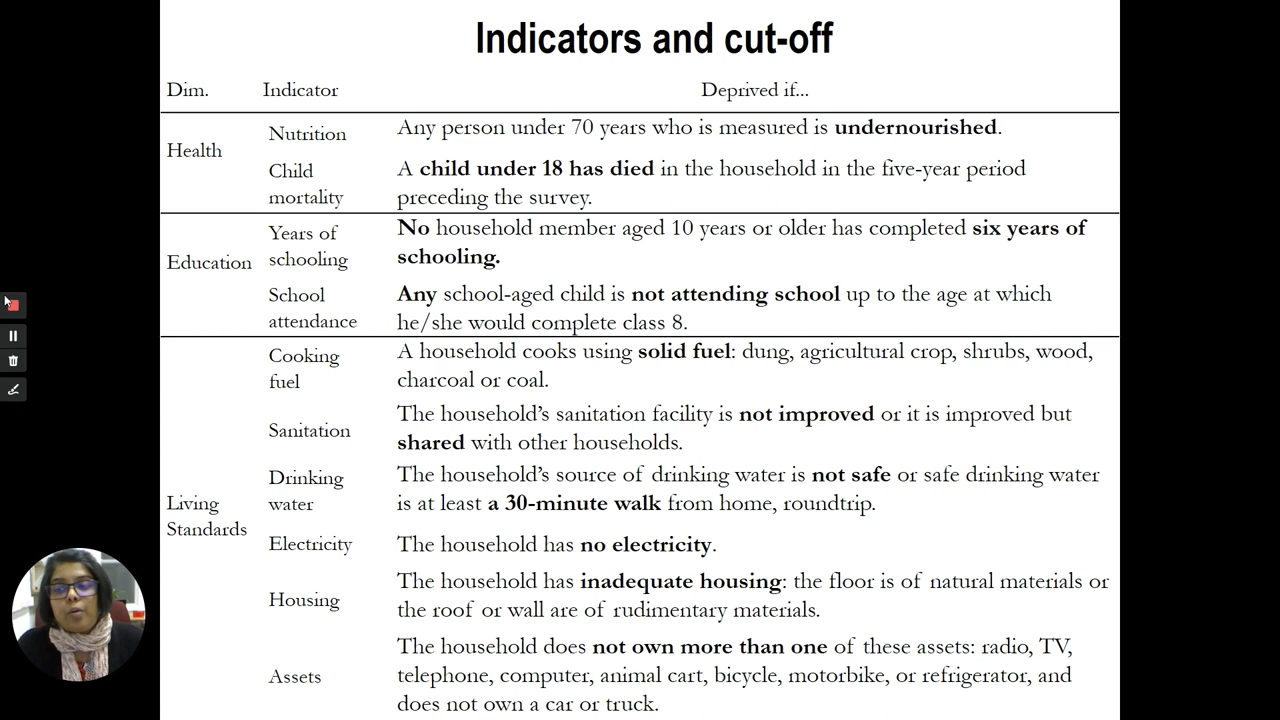 Indicators and cut-off
Dim. Indicator Deprived if...
Health
Nutrition
Any person under 70 years who is measured is undernourished.
Child
mortality
A child under 18 has died in the household in the five-year period
preceding the survey.
Education
Years of
schooling
No household member aged 10 years or older has completed six years of
schooling.
School
attendance
Any school-aged child is not attending school up to the age at which
he/she would complete class 8.
Living
Standards
Cooking
fuel
A household cooks using solid fuel: dung, agricultural crop, shrubs, wood,
charcoal or coal.
Sanitation
The household’s sanitation facility is not improved or it is improved but
shared with other households.
Drinking
water
The household’s source of drinking water is not safe or safe drinking water
is at least a 30-minute walk from home, roundtrip.
Electricity
The household has no electricity.
Housing
The household has inadequate housing: the floor is of natural materials or
the roof or wall are of rudimentary materials.
Assets
The household does not own more than one of these assets: radio, TV,
telephone, computer, animal cart, bicycle, motorbike, or refrigerator, and
does not own a car or truck.